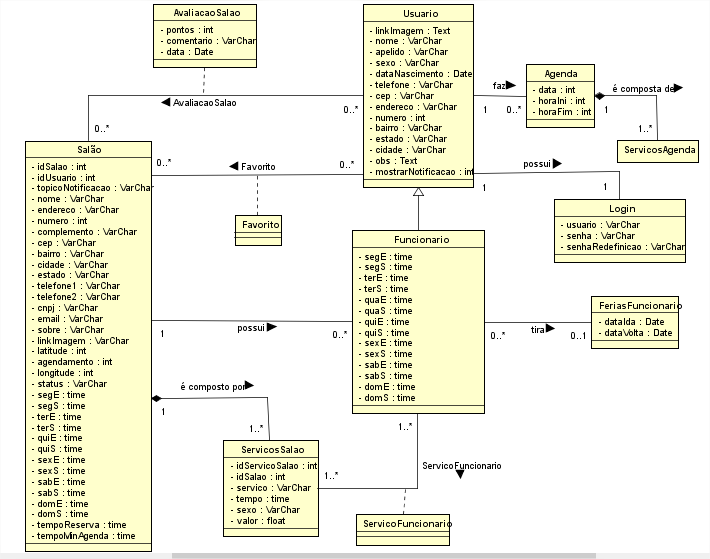 AvaliacaoSalao
- pontos : int
- comentario : VarChar
- data : Date
Usuario
- linkImagem : Text
- nome : VarChar
- apelido : VarChar
- sexo : VarChar
- dataNascimento : Date
- telefone : VarChar
- cep : VarChar
- endereco : VarChar
- numero : int
- bairro : VarChar
- estado : VarChar
- cidade : VarChar
- obs : Text
- mostrarNotificacao : int
Agenda
- data : int
- horaIni : int
- horaFim : int
faz
1
0..*
é composta de
1
1..*
ServicosAgenda
AvaliacaoSalao
0..*
0..*
Favorito
0..*
0..*
Favorito
possui
1
1
Login
- usuario : VarChar
- senha : VarChar
- senhaRedefinicao : VarChar
Salão
- idSalao : int
- idUsuario : int
- topicoNotificacao : VarChar
- nome : VarChar
- endereco : VarChar
- numero : int
- complemento : VarChar
- cep : VarChar
- bairro : VarChar
- cidade : VarChar
- estado : VarChar
- telefone1 : VarChar
- telefone2 : VarChar
- cnpj : VarChar
- email : VarChar
- sobre : VarChar
- linkImagem : VarChar
- latitude : int
- agendamento : int
- longitude : int
- status : VarChar
- segE : time
- segS : time
- terE : time
- terS : time
- quiE : time
- quiS : time
- sexE : time
- sexS : time
- sabE : time
- sabS : time
- domE : time
- domS : time
- tempoReserva : time
- tempoMinAgenda : time
Funcionario
- segE : time
- segS : time
- terE : time
- terS : time
- quaE : time
- quaS : time
- quiE : time
- quiS : time
- sexE : time
- sexS : time
- sabE : time
- sabS : time
- domE : time
- domS : time
possui
1
0..*
FeriasFuncionario
- dataIda : Date
- dataVolta : Date
tira
0..*
0..1
é composto por
1
1..*
ServicosSalao
- idServicoSalao : int
- idSalao : int
- servico : VarChar
- tempo : time
- sexo : VarChar
- valor : float
1..*
1..*
ServicoFuncionario
ServicoFuncionario